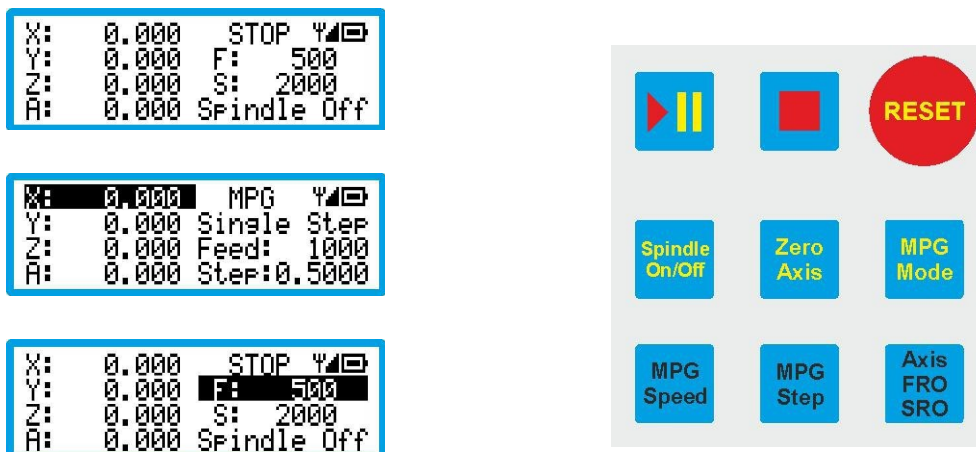 X: 0.000 STOP
Y: 0.000 F: 500
Z: 0.000 S: 2000
A: 0.000 Spindle Off
X: 0.000 MPG
Y: 0.000 Single Step
Z: 0.000 Feed: 1000
A: 0.000 Step:0.5000
X: 0.000 STOP
Y: 0.000 F: 500
Z: 0.000 S: 2000
A: 0.000 Spindle Off
RESET
Spindle
On/Off
Zero
Axis
MPG
Mode
MPG
Speed
MPG
Step
Axis
FRO
SRO